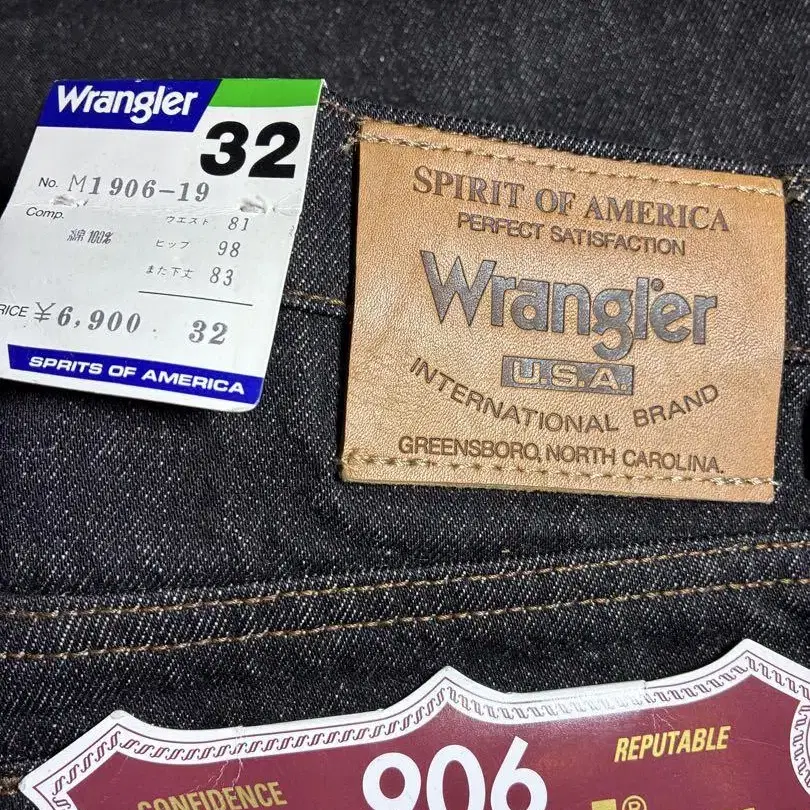 Wrangler
32
No. M1906-19
Comp. ウエスト 81
綿100% ヒップ 98
また下丈 83
RICE ¥6,900. 32
SPRITS OF AMERICA
SPIRIT OF AMERICA
PERFECT SATISFACTION
Wrangler®
U.S.A.
INTERNATIONAL BRAND
GREENSBORO, NORTH CAROLINA.
CONFIDENCE
906
REPUTABLE
®